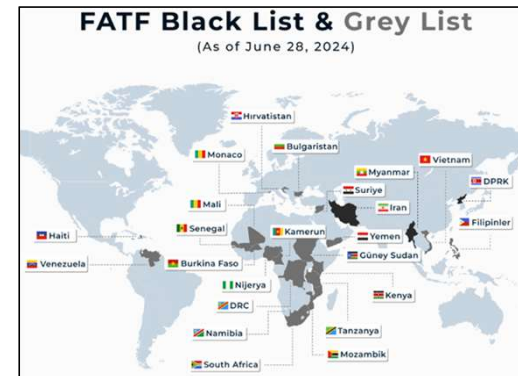 FATF Black List & Grey List
(As of June 28, 2024)
Hırvatistan
Bulgaristan
Monaco
Vietnam
Myanmar
DPRK
Suriye
Iran
Mali
Filipinler
Senegal
Kamerun
Haiti
Yemen
Güney Sudan
Venezuela
Burkina Faso
Nijerya
Kenya
DRC
Namibia
Tanzanya
Mozambik
South Africa